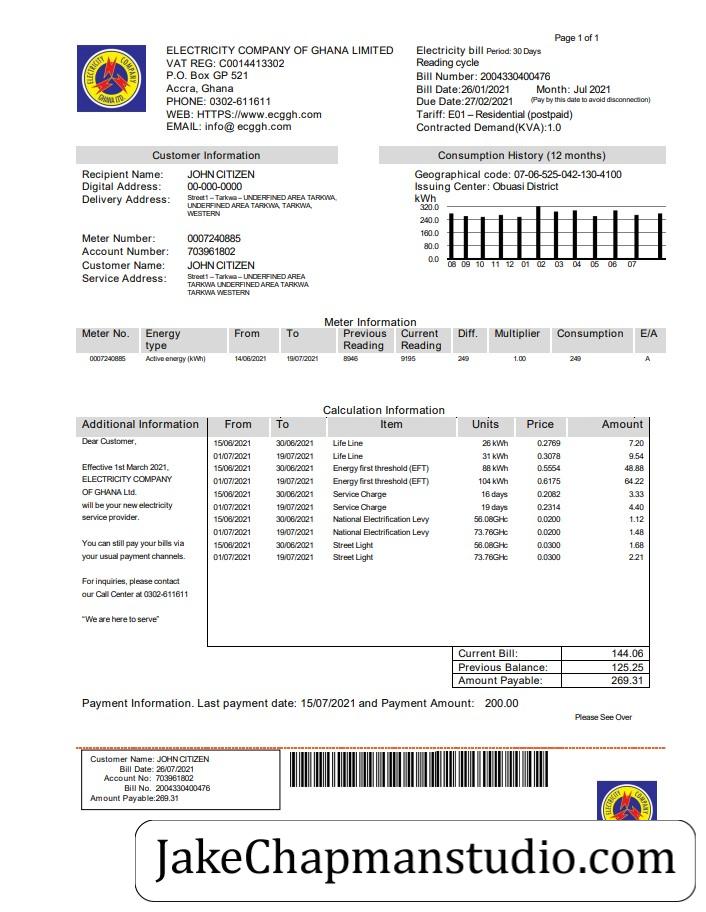 Page 1 of 1
ELECTRICITY COMPANY OF GHANA LIMITED
VAT REG: C0014413302
P.O. Box GP 521
Accra, Ghana
PHONE: 0302-611611
WEB: HTTPS://www.ecggh.com
EMAIL: info@ ecggh.com
Electricity bill Period: 30 Days
Reading cycle
Bill Number: 2004330400476
Bill Date:26/01/2021 Month: Jul 2021
Due Date:27/02/2021 (Pay by this date to avoid disconnection)
Tariff: E01 – Residential (postpaid)
Contracted Demand(KVA):1.0
ELECTRICITY COMPANY
GHANA LTD.
Customer Information
Recipient Name: JOHN CITIZEN
Digital Address: 00-000-0000
Delivery Address: Street1 – Tarkwa – UNDERFINED AREA TARKWA,
UNDERFINED AREA TARKWA, TARKWA,
WESTERN
Meter Number: 0007240885
Account Number: 703961802
Customer Name: JOHN CITIZEN
Service Address: Street1 – Tarkwa – UNDERFINED AREA
TARKWA UNDERFINED AREA TARKWA
TARKWA WESTERN
Consumption History (12 months)
Geographical code: 07-06-525-042-130-4100
Issuing Center: Obuasi District
kWh
320.0
240.0
160.0
80.0
0.0
08 09 10 11 12 01 02 03 04 05 06 07
Meter Information
Meter No. Energy type From To Previous Reading Current Reading Diff. Multiplier Consumption E/A
0007240885 Active energy (kWh) 14/06/2021 19/07/2021 8946 9195 249 1.00 249 A
Calculation Information
Additional Information From To Item Units Price Amount
Dear Customer,
Effective 1st March 2021,
ELECTRICITY COMPANY
OF GHANA Ltd.
will be your new electricity
service provider.
You can still pay your bills via
your usual payment channels.
For inquiries, please contact
our Call Center at 0302-611611
“We are here to serve”
15/06/2021 30/06/2021 Life Line 26 kWh 0.2769 7.20
01/07/2021 19/07/2021 Life Line 31 kWh 0.3078 9.54
15/06/2021 30/06/2021 Energy first threshold (EFT) 88 kWh 0.5554 48.88
01/07/2021 19/07/2021 Energy first threshold (EFT) 104 kWh 0.6175 64.22
15/06/2021 30/06/2021 Service Charge 16 days 0.2082 3.33
01/07/2021 19/07/2021 Service Charge 19 days 0.2314 4.40
15/06/2021 30/06/2021 National Electrification Levy 56.08GHc 0.0200 1.12
01/07/2021 19/07/2021 National Electrification Levy 73.76GHc 0.0200 1.48
15/06/2021 30/06/2021 Street Light 56.08GHc 0.0300 1.68
01/07/2021 19/07/2021 Street Light 73.76GHc 0.0300 2.21
Current Bill: 144.06
Previous Balance: 125.25
Amount Payable: 269.31
Payment Information. Last payment date: 15/07/2021 and Payment Amount: 200.00
Please See Over
Customer Name: JOHN CITIZEN
Bill Date: 26/07/2021
Account No: 703961802
Bill No. 2004330400476
Amount Payable:269.31
ELECTRICITY COMPANY
JakeChapmanstudio.com